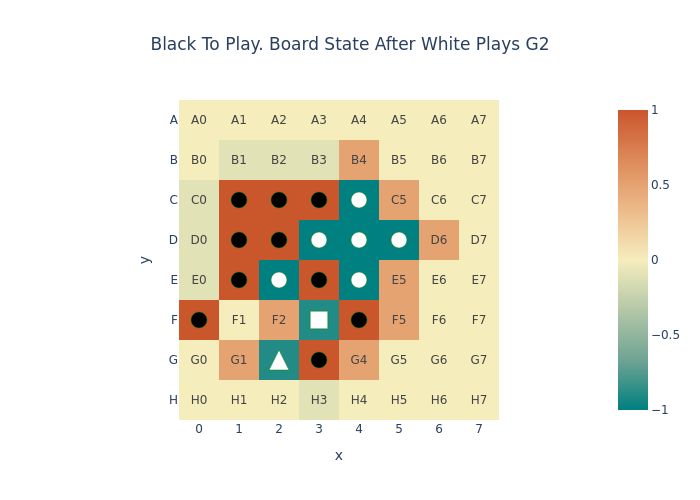 Black To Play. Board State After White Plays G2
A A0 A1 A2 A3 A4 A5 A6 A7
B B0 B1 B2 B3 B4 B5 B6 B7
C C0 C5 C6 C7
D D0 D6 D7
E E0 E5 E6 E7
F F1 F2 F5 F6 F7
G G0 G1 G4 G5 G6 G7
H H0 H1 H2 H3 H4 H5 H6 H7
0 1 2 3 4 5 6 7
x
y
1
0.5
0
−0.5
−1